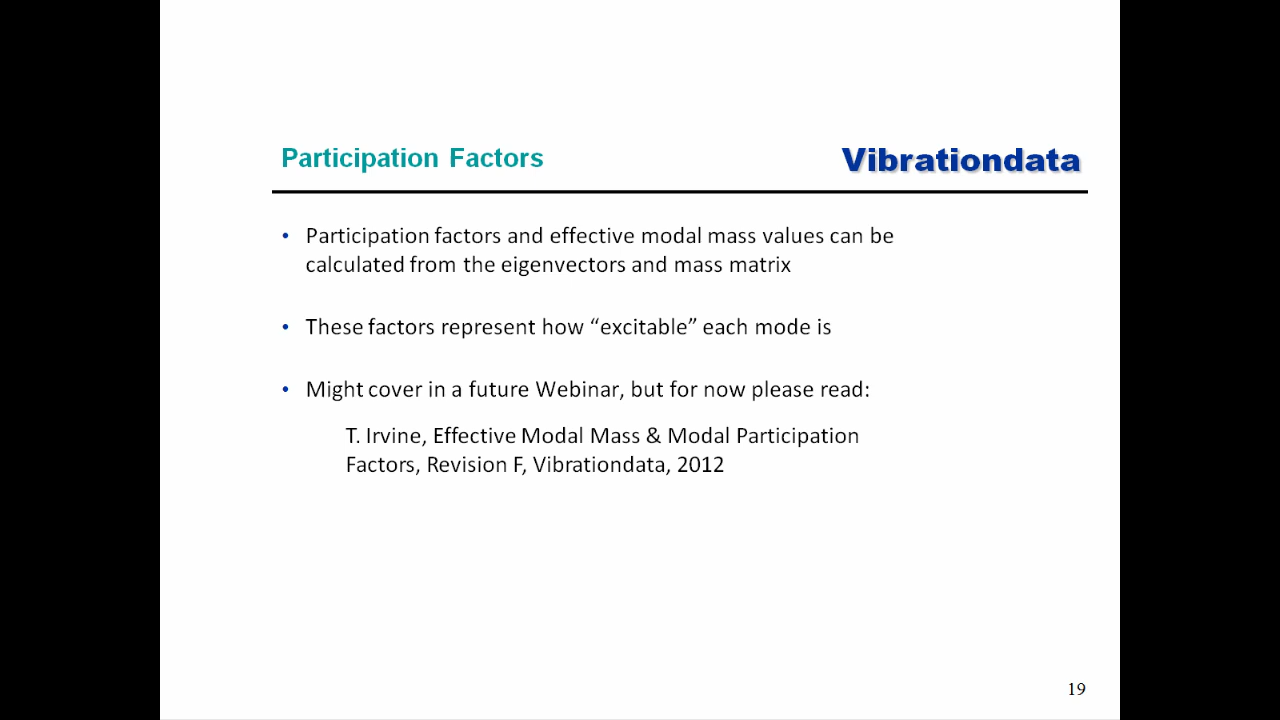 Participation Factors
Vibrationdata
• Participation factors and effective modal mass values can be
calculated from the eigenvectors and mass matrix
• These factors represent how “excitable” each mode is
• Might cover in a future Webinar, but for now please read:
T. Irvine, Effective Modal Mass & Modal Participation
Factors, Revision F, Vibrationdata, 2012
19